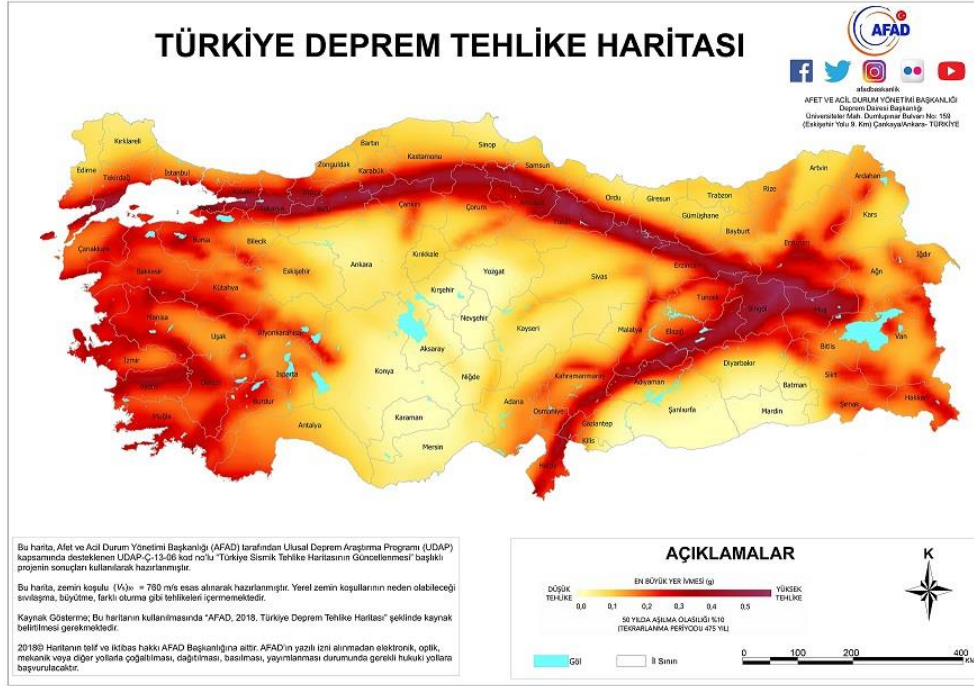 TÜRKİYE DEPREM TEHLİKE HARİTASI
AFAD
afadbaskanlik
AFET VE ACİL DURUM YÖNETİMİ BAŞKANLIĞI
Deprem Dairesi Başkanlığı
Üniversiteler Mah. Dumlupınar Bulvarı No: 159
(Eskişehir Yolu 9. Km) Çankaya/Ankara- TÜRKİYE
Kırklareli
Edirne
Tekirdağ
İstanbul
Zonguldak
Bartın
Karabük
Kastamonu
Sinop
Samsun
Ordu
Giresun
Trabzon
Rize
Artvin
Ardahan
Kars
Gümüşhane
Bayburt
Erzurum
Ağrı
Iğdır
Çanakkale
Bursa
Bilecik
Balıkesir
Kütahya
Eskişehir
Ankara
Çankırı
Çorum
Kırıkkale
Yozgat
Sivas
Erzincan
Tunceli
Bingöl
Muş
Van
Bitlis
Manisa
Uşak
Afyonkarahisar
Kırşehir
Nevşehir
Kayseri
Malatya
Elazığ
Diyarbakır
Siirt
Batman
Şırnak
Hakkari
İzmir
Aydın
Denizli
Isparta
Burdur
Muğla
Antalya
Konya
Aksaray
Niğde
Karaman
Mersin
Adana
Kahramanmaraş
Osmaniye
Gaziantep
Kilis
Hatay
Adıyaman
Şanlıurfa
Mardin
Bu harita, Afet ve Acil Durum Yönetimi Başkanlığı (AFAD) tarafından Ulusal Deprem Araştırma Programı (UDAP)
kapsamında desteklenen UDAP-Ç-13-06 kod no'lu "Türkiye Sismik Tehlike Haritasının Güncellenmesi" başlıklı
projenin sonuçları kullanılarak hazırlanmıştır.
Bu harita, zemin koşulu (Vₛ)₃₀ = 760 m/s esas alınarak hazırlanmıştır. Yerel zemin koşullarının neden olabileceği
sıvılaşma, büyütme, farklı oturma gibi tehlikeleri içermemektedir.
Kaynak Gösterme; Bu haritanın kullanılmasında "AFAD, 2018. Türkiye Deprem Tehlike Haritası" şeklinde kaynak
belirtilmesi gerekmektedir.
2018© Haritanın telif ve iktibas hakkı AFAD Başkanlığına aittir. AFAD'ın yazılı izni alınmadan elektronik, optik,
mekanik veya diğer yollarla çoğaltılması, dağıtılması, basılması, yayımlanması durumunda gerekli hukuki yollara
başvurulacaktır.
AÇIKLAMALAR
EN BÜYÜK YER İVMESİ (g)
DÜŞÜK TEHLİKE
YÜKSEK TEHLİKE
0,0 0,1 0,2 0,3 0,4 0,5
50 YILDA AŞILMA OLASILIĞI %10
(TEKRARLANMA PERİYODU 475 YIL)
Göl
İl Sınırı
K
0 100 200 400
KM